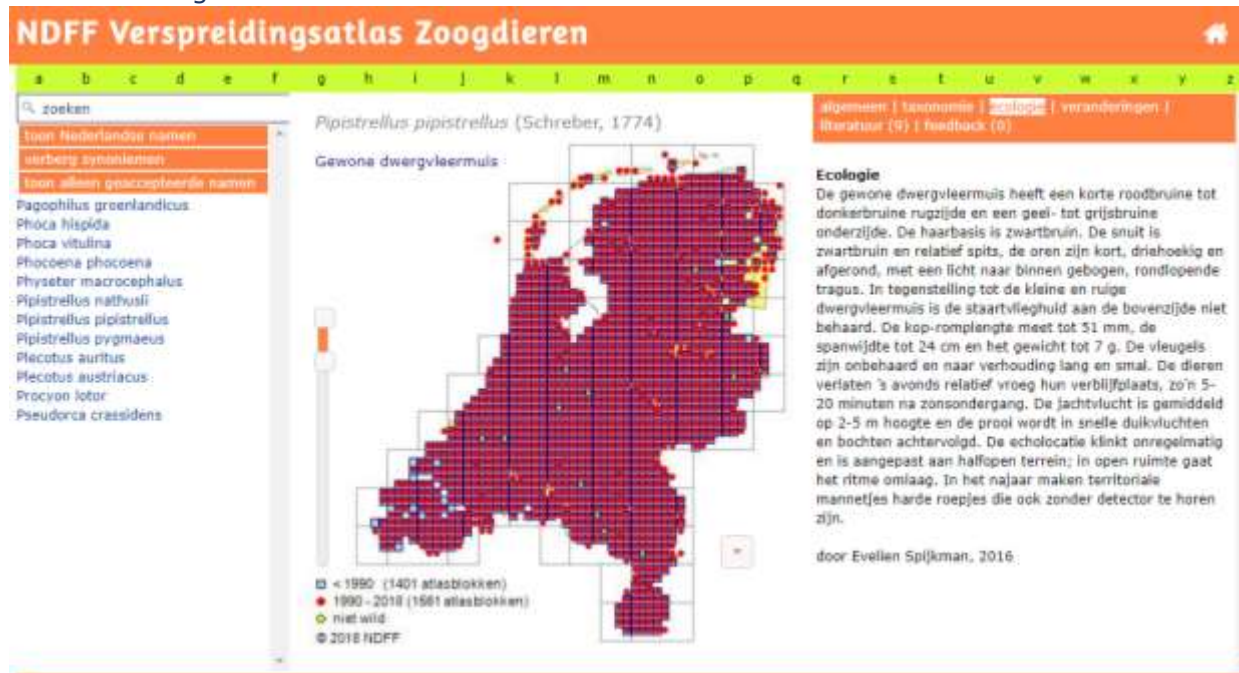 NDFF Verspreidingsatlas Zoogdieren
a b c d e f g h i j k l m n o p q r s t u v w x y z
zoeken
toon Nederlandse namen
verberg synoniemen
toon alleen geaccepteerde namen
Pagophilus groenlandicus
Phoca hispida
Phoca vitulina
Phocoena phocoena
Physeter macrocephalus
Pipistrellus nathusii
Pipistrellus pipistrellus
Pipistrellus pygmaeus
Plecotus auritus
Plecotus austriacus
Procyon lotor
Pseudorca crassidens
Pipistrellus pipistrellus (Schreber, 1774)
Gewone dwergvleermuis
< 1990 (1401 atlasblokken)
1990 - 2018 (1561 atlasblokken)
niet wild
© 2018 NDFF
algemeen | taxonomie | ecologie | veranderingen |
literatuur (9) | feedback (0)
Ecologie
De gewone dwergvleermuis heeft een korte roodbruine tot
donkerbruine rugzijde en een geel- tot grijsbruine
onderzijde. De haarbasis is zwartbruin. De snuit is
zwartbruin en relatief spits, de oren zijn kort, driehoekig en
afgerond, met een licht naar binnen gebogen, rondlopende
tragus. In tegenstelling tot de kleine en ruige
dwergvleermuis is de staartvlieghuid aan de bovenzijde niet
behaard. De kop-romplengte meet tot 51 mm, de
spanwijdte tot 24 cm en het gewicht tot 7 g. De vleugels
zijn onbehaard en naar verhouding lang en smal. De dieren
verlaten 's avonds relatief vroeg hun verblijfplaats, zo'n 5-
20 minuten na zonsondergang. De jachtvlucht is gemiddeld
op 2-5 m hoogte en de prooi wordt in snelle duikvluchten
en bochten achtervolgd. De echolocatie klinkt onregelmatig
en is aangepast aan halfopen terrein; in open ruimte gaat
het ritme omlaag. In het najaar maken territoriale
mannetjes harde roepjes die ook zonder detector te horen
zijn.
door Evelien Spijkman, 2016